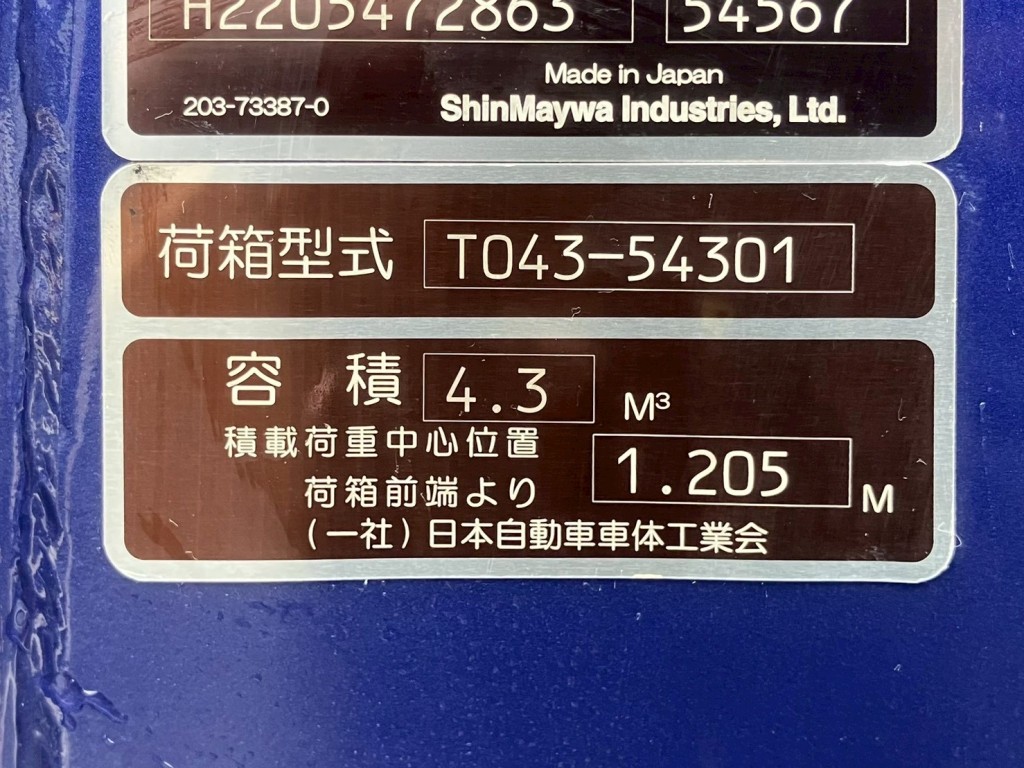 H2205472863 54567
Made in Japan
203-73387-0 ShinMaywa Industries, Ltd.
荷箱型式 T043-54301
容積 4.3 M³
積載荷重中心位置
荷箱前端より 1.205 M
(一社)日本自動車車体工業会